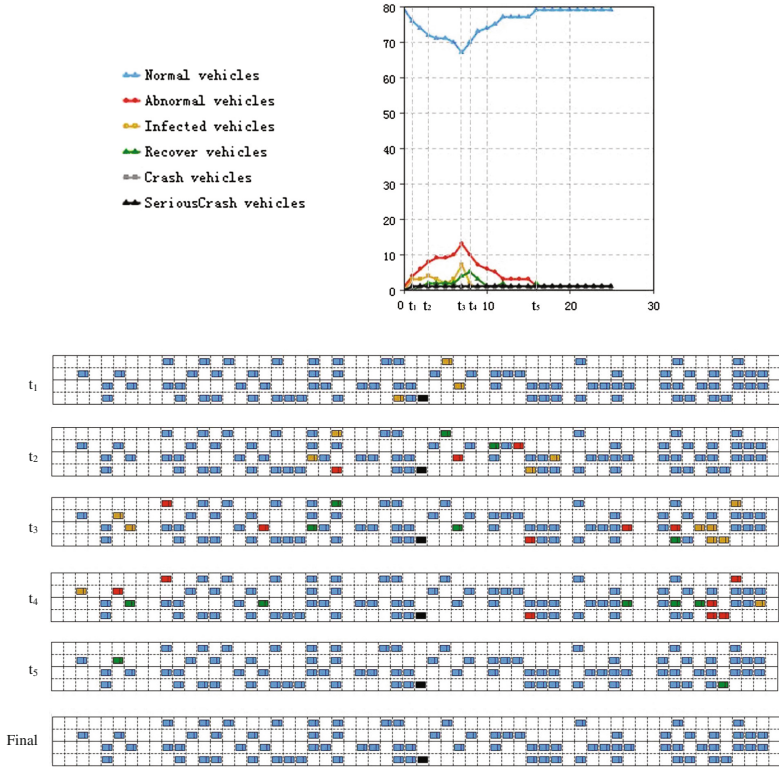 80
70
60
50
40
30
20
10
0
Normal vehicles
Abnormal vehicles
Infected vehicles
Recover vehicles
Crash vehicles
SeriousCrash vehicles
0 t₁ t₂ t₃ t₄ 10 t₅ 20 30
t₁
t₂
t₃
t₄
t₅
Final